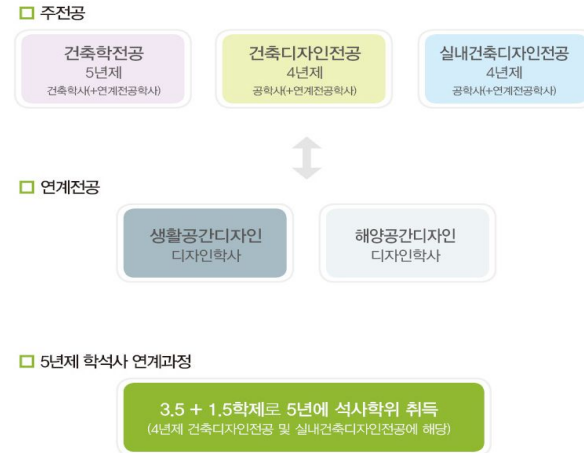 주전공
건축학전공
5년제
건축학사(+연계전공학사)
건축디자인전공
4년제
공학사(+연계전공학사)
실내건축디자인전공
4년제
공학사(+연계전공학사)
연계전공
생활공간디자인
디자인학사
해양공간디자인
디자인학사
5년제 학석사 연계과정
3.5 + 1.5학제로 5년에 석사학위 취득
(4년제 건축디자인전공 및 실내건축디자인전공에 해당)